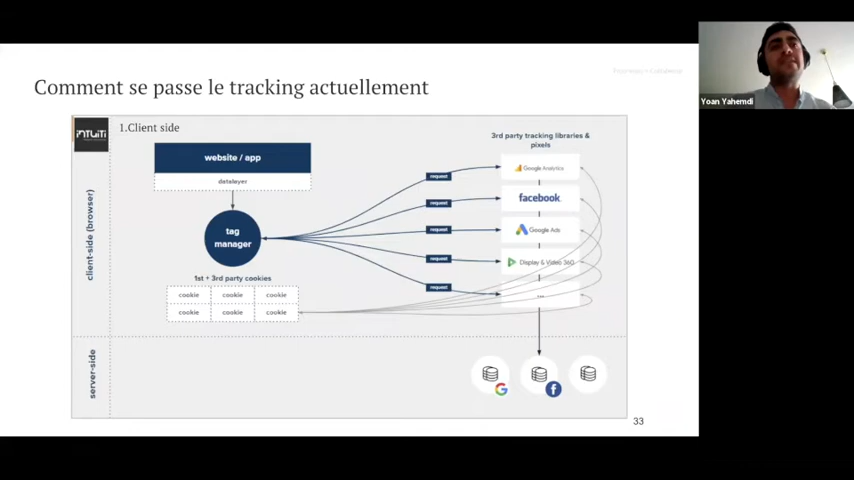 Comment se passe le tracking actuellement
INTUITI
1.Client side
website / app
datalayer
tag
manager
1st + 3rd party cookies
cookie cookie cookie
cookie cookie cookie
client-side (browser)
server-side
request
request
request
request
request
3rd party tracking libraries &
pixels
Google Analytics
facebook
Google Ads
Display & Video 360
...
G
f
33
Yoan Yahemdi